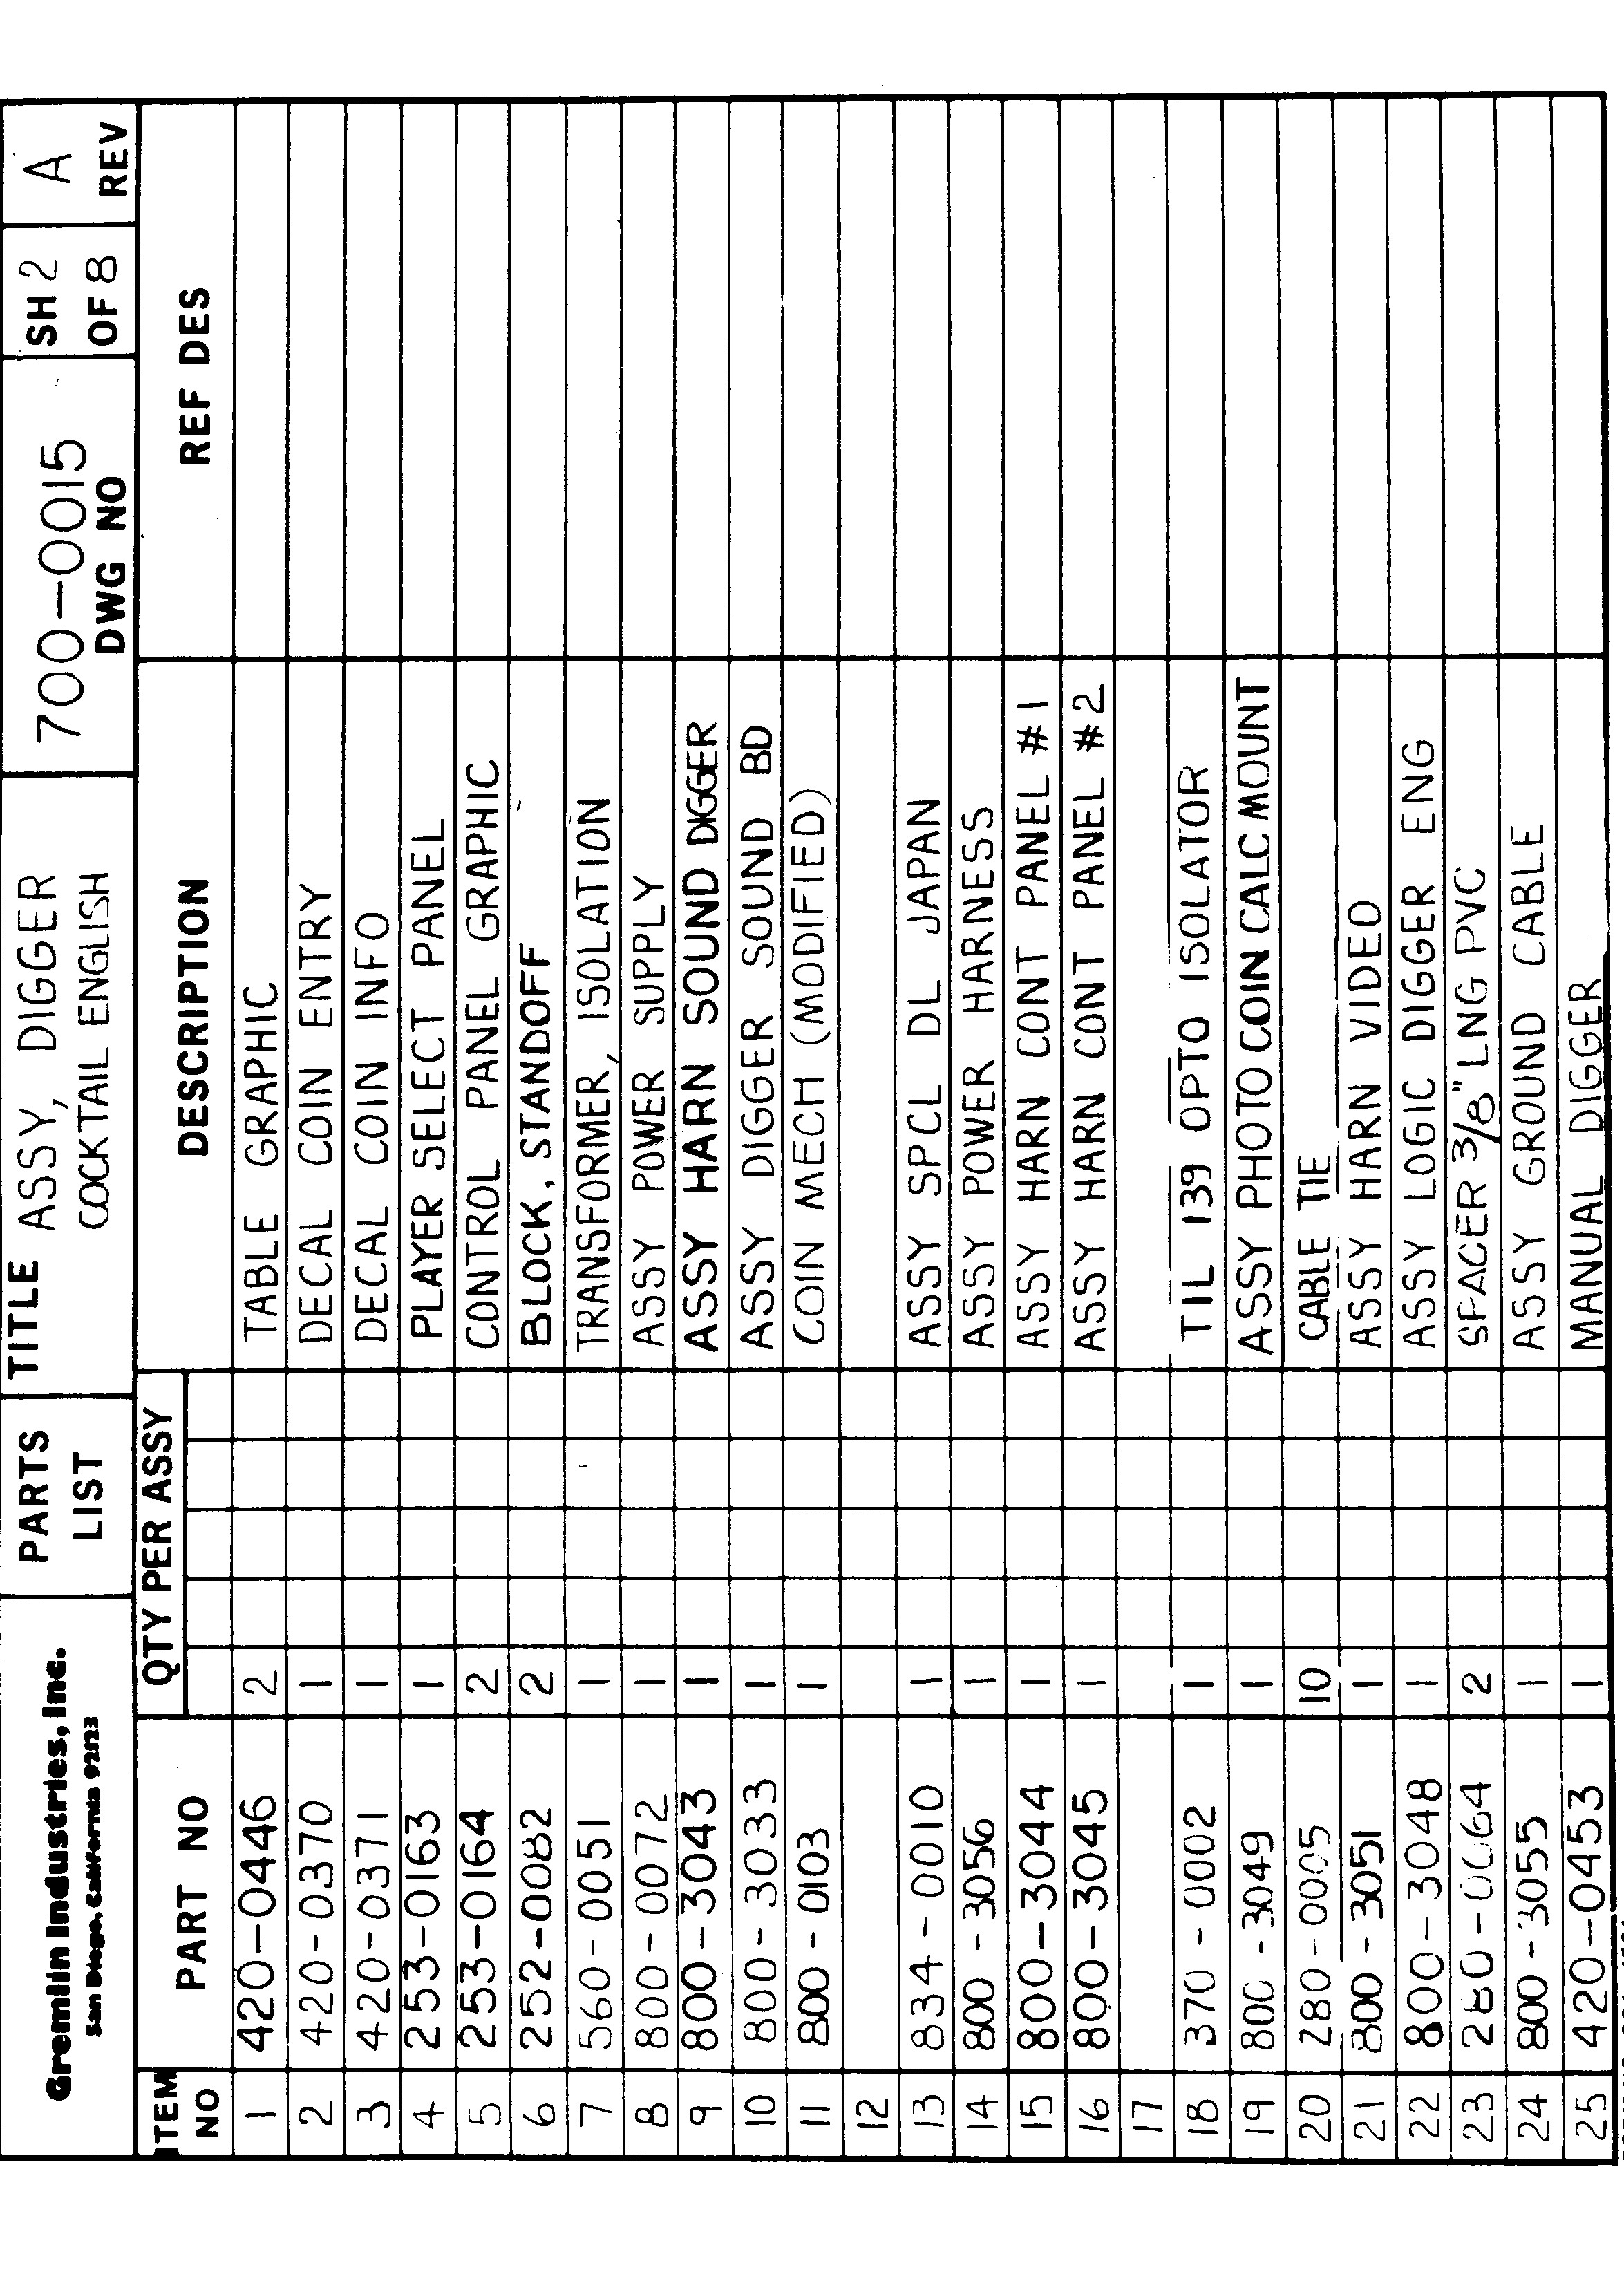 Gremlin Industries, Inc.
San Diego, California 92123
PARTS LIST
TITLE ASSY, DIGGER
COCKTAIL ENGLISH
700-0015
DWG NO
SH 2
OF 8
A
REV
ITEM NO PART NO QTY PER ASSY DESCRIPTION REF DES
1 420-0446 2 TABLE GRAPHIC
2 420-0370 1 DECAL COIN ENTRY
3 420-0371 1 DECAL COIN INFO
4 253-0163 1 PLAYER SELECT PANEL
5 253-0164 2 CONTROL PANEL GRAPHIC
6 252-0082 2 BLOCK, STANDOFF
7 560-0051 1 TRANSFORMER, ISOLATION
8 800-0072 1 ASSY POWER SUPPLY
9 800-3043 1 ASSY HARN SOUND DIGGER
10 800-3033 1 ASSY DIGGER SOUND BD
11 800-0103 1 COIN MECH (MODIFIED)
12
13 834-0010 1 ASSY SPCL DL JAPAN
14 800-3056 1 ASSY POWER HARNESS
15 800-3044 1 ASSY HARN CONT PANEL #1
16 800-3045 1 ASSY HARN CONT PANEL #2
17
18 370-0002 1 TIL 139 OPTO ISOLATOR
19 800-3049 1 ASSY PHOTO COIN CALC MOUNT
20 280-0005 10 CABLE TIE
21 800-3051 1 ASSY HARN VIDEO
22 800-3048 1 ASSY LOGIC DIGGER ENG
23 280-0064 2 SPACER 3/8" LNG PVC
24 800-3055 1 ASSY GROUND CABLE
25 420-0453 1 MANUAL DIGGER